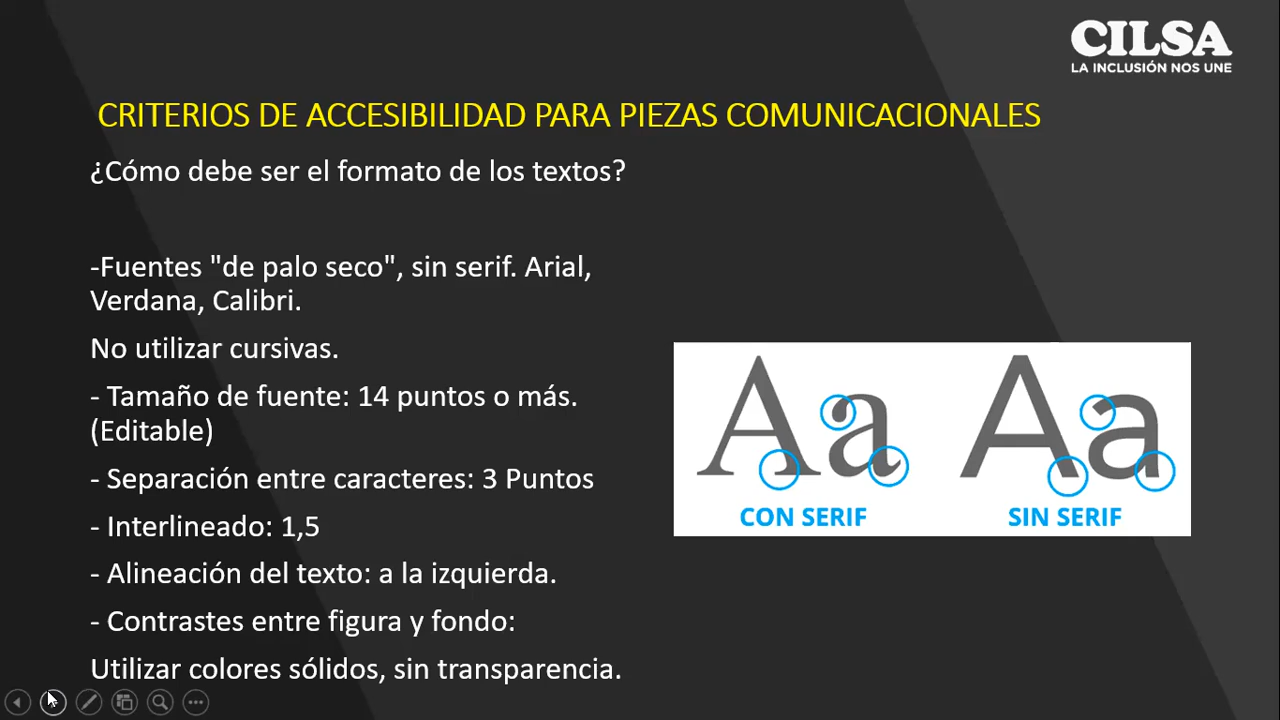 CILSA
LA INCLUSIÓN NOS UNE
CRITERIOS DE ACCESIBILIDAD PARA PIEZAS COMUNICACIONALES
¿Cómo debe ser el formato de los textos?
-Fuentes "de palo seco", sin serif. Arial,
Verdana, Calibri.
No utilizar cursivas.
- Tamaño de fuente: 14 puntos o más.
(Editable)
- Separación entre caracteres: 3 Puntos
- Interlineado: 1,5
- Alineación del texto: a la izquierda.
- Contrastes entre figura y fondo:
Utilizar colores sólidos, sin transparencia.
Aa Aa
CON SERIF SIN SERIF